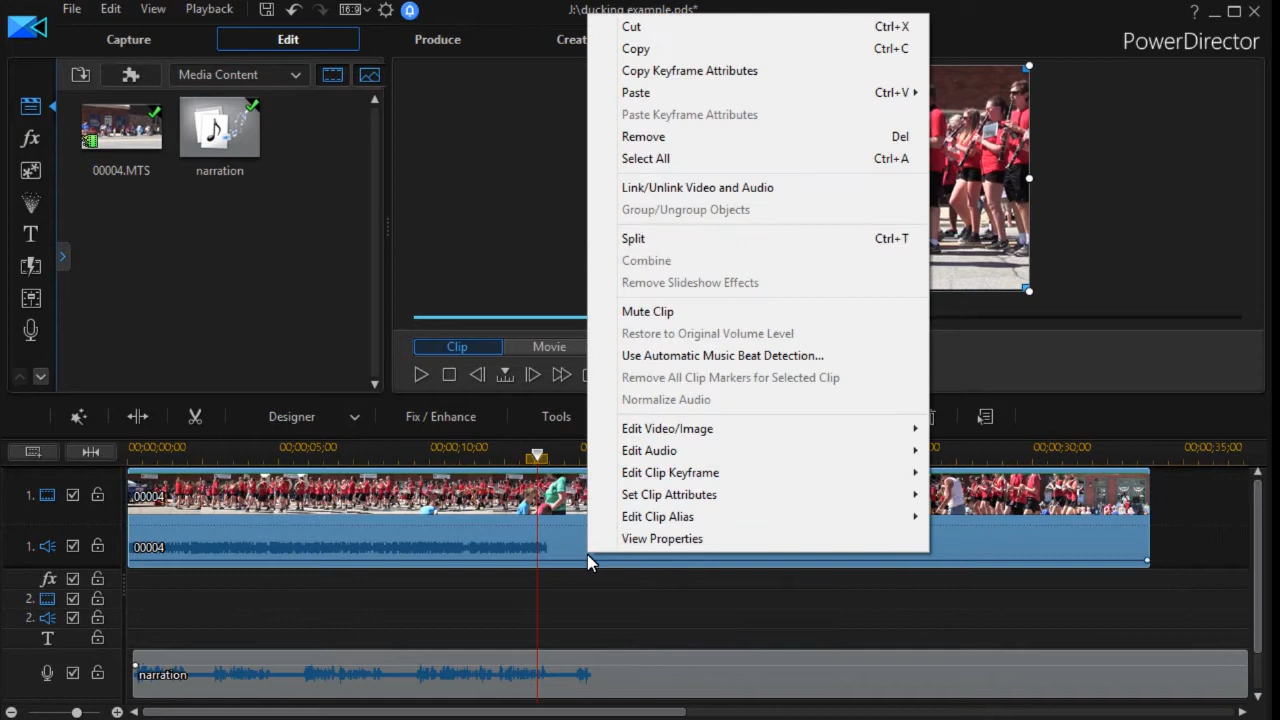 File Edit View Playback 16:9 J:\ducking example.pds*
Capture Edit Produce
PowerDirector
Media Content
00004.MTS narration
Cut Ctrl+X
Copy Ctrl+C
Copy Keyframe Attributes
Paste Ctrl+V
Paste Keyframe Attributes
Remove Del
Select All Ctrl+A
Link/Unlink Video and Audio
Group/Ungroup Objects
Split Ctrl+T
Combine
Remove Slideshow Effects
Mute Clip
Restore to Original Volume Level
Use Automatic Music Beat Detection...
Remove All Clip Markers for Selected Clip
Normalize Audio
Edit Video/Image
Edit Audio
Edit Clip Keyframe
Set Clip Attributes
Edit Clip Alias
View Properties
fx
T
Clip Movie
Designer Fix / Enhance Tools
00;00;00;00 00;00;05;00 00;00;10;00 00;00;30;00 00;00;35;00
1. 00004
1. 00004
fx
2.
2.
T
narration